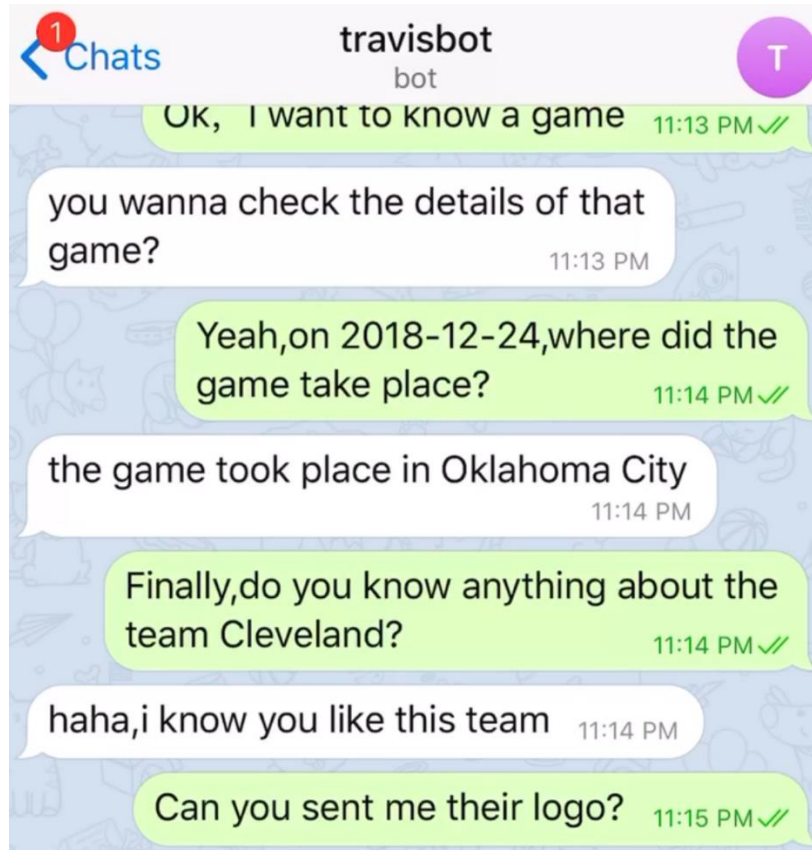 1
Chats
travisbot
bot
T
Ok, I want to know a game 11:13 PM
you wanna check the details of that
game?
11:13 PM
Yeah,on 2018-12-24,where did the
game take place?
11:14 PM
the game took place in Oklahoma City
11:14 PM
Finally,do you know anything about the
team Cleveland?
11:14 PM
haha,i know you like this team 11:14 PM
Can you sent me their logo? 11:15 PM